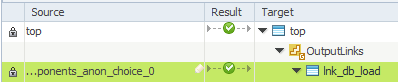 Source Result Target
top top
OutputLinks
...ponents_anon_choice_0 lnk_db_load